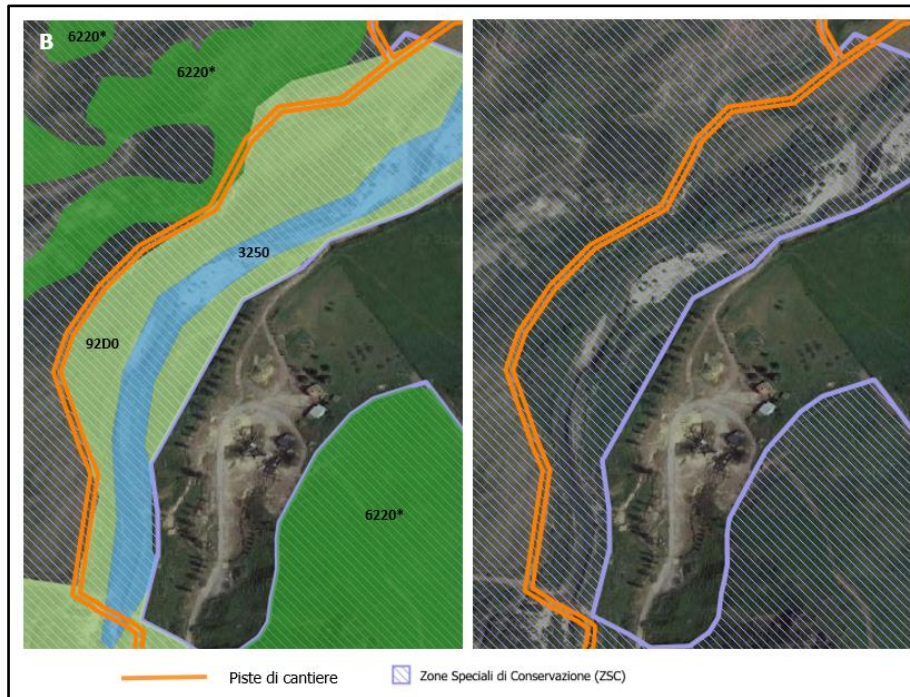 B
6220*
6220*
3250
92D0
6220*
Piste di cantiere
Zone Speciali di Conservazione (ZSC)